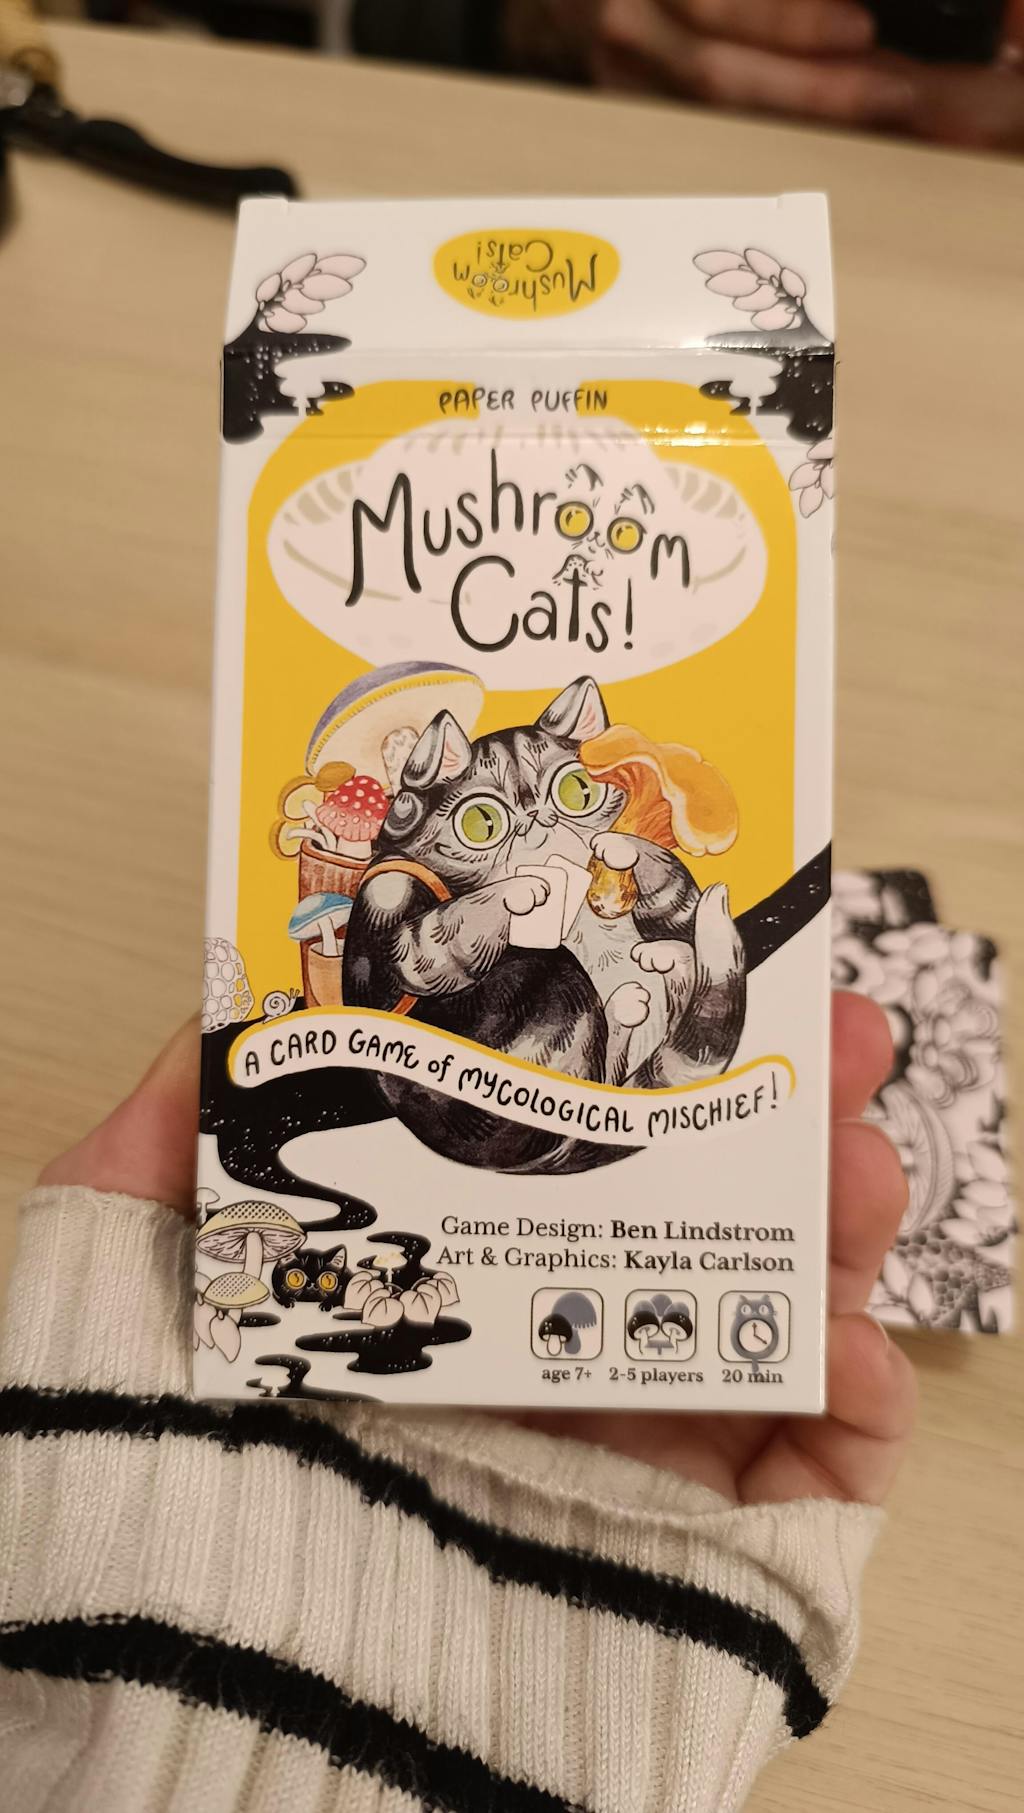 Mushroom
Cats!
PAPER PUFFIN
Mushroom
Cats!
A CARD GAME of MYCOLOGICAL MISCHIEF!
Game Design: Ben Lindstrom
Art & Graphics: Kayla Carlson
age 7+ 2-5 players 20 min